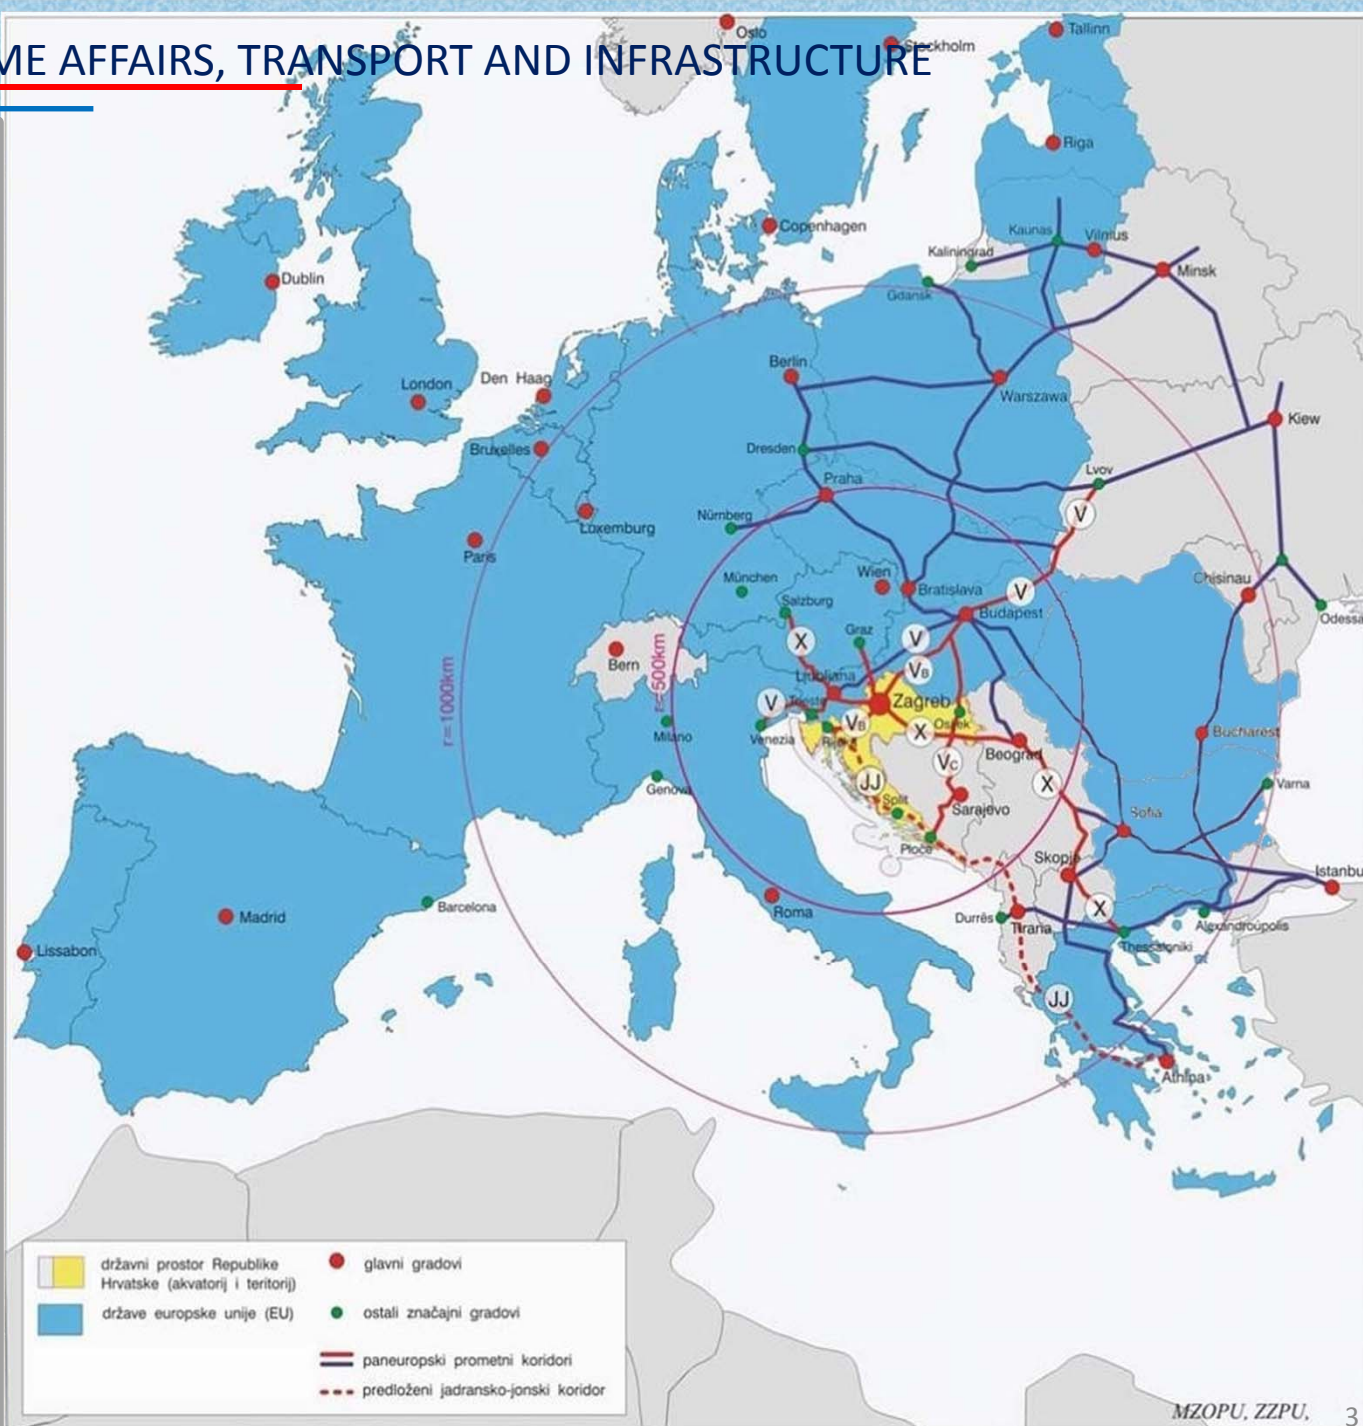 ME AFFAIRS, TRANSPORT AND INFRASTRUCTURE
Oslo
Stockholm
Tallinn
Riga
Copenhagen
Kaunas
Vilnius
Kaliningrad
Minsk
Dublin
Gdansk
Berlin
London
Den Haag
Warszawa
Kiew
Bruxelles
Dresden
Lvov
Praha
Nürnberg
V
Luxemburg
Paris
München
Wien
Bratislava
V
Chisinau
Salzburg
Budapest
Odessa
Graz
X
V
Bern
r=1000km
r=500km
Ljubljana
VB
V
Trieste
Zagreb
VB
X
Osijek
Milano
Venezia
Beograd
Bucharest
VC
JJ
X
Varna
Genova
Split
Sarajevo
Sofia
Ploče
Skopje
Istanbu
Barcelona
Roma
X
Madrid
Durrës
Tirana
Alexandroúpolis
Lissabon
Thessaloniki
JJ
državni prostor Republike
Hrvatske (akvatorij i teritorij)
glavni gradovi
države europske unije (EU)
ostali značajni gradovi
paneuropski prometni koridori
predloženi jadransko-jonski koridor
MZOPU, ZZPU, 3